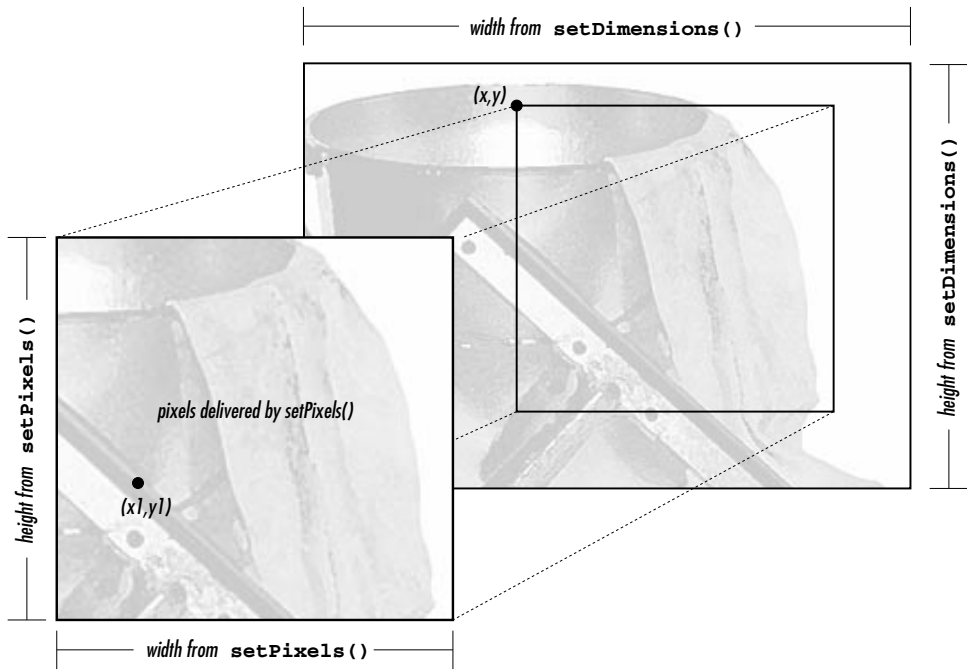 width from setDimensions()
(x,y)
height from setDimensions()
height from setPixels()
pixels delivered by setPixels()
(x1,y1)
width from setPixels()